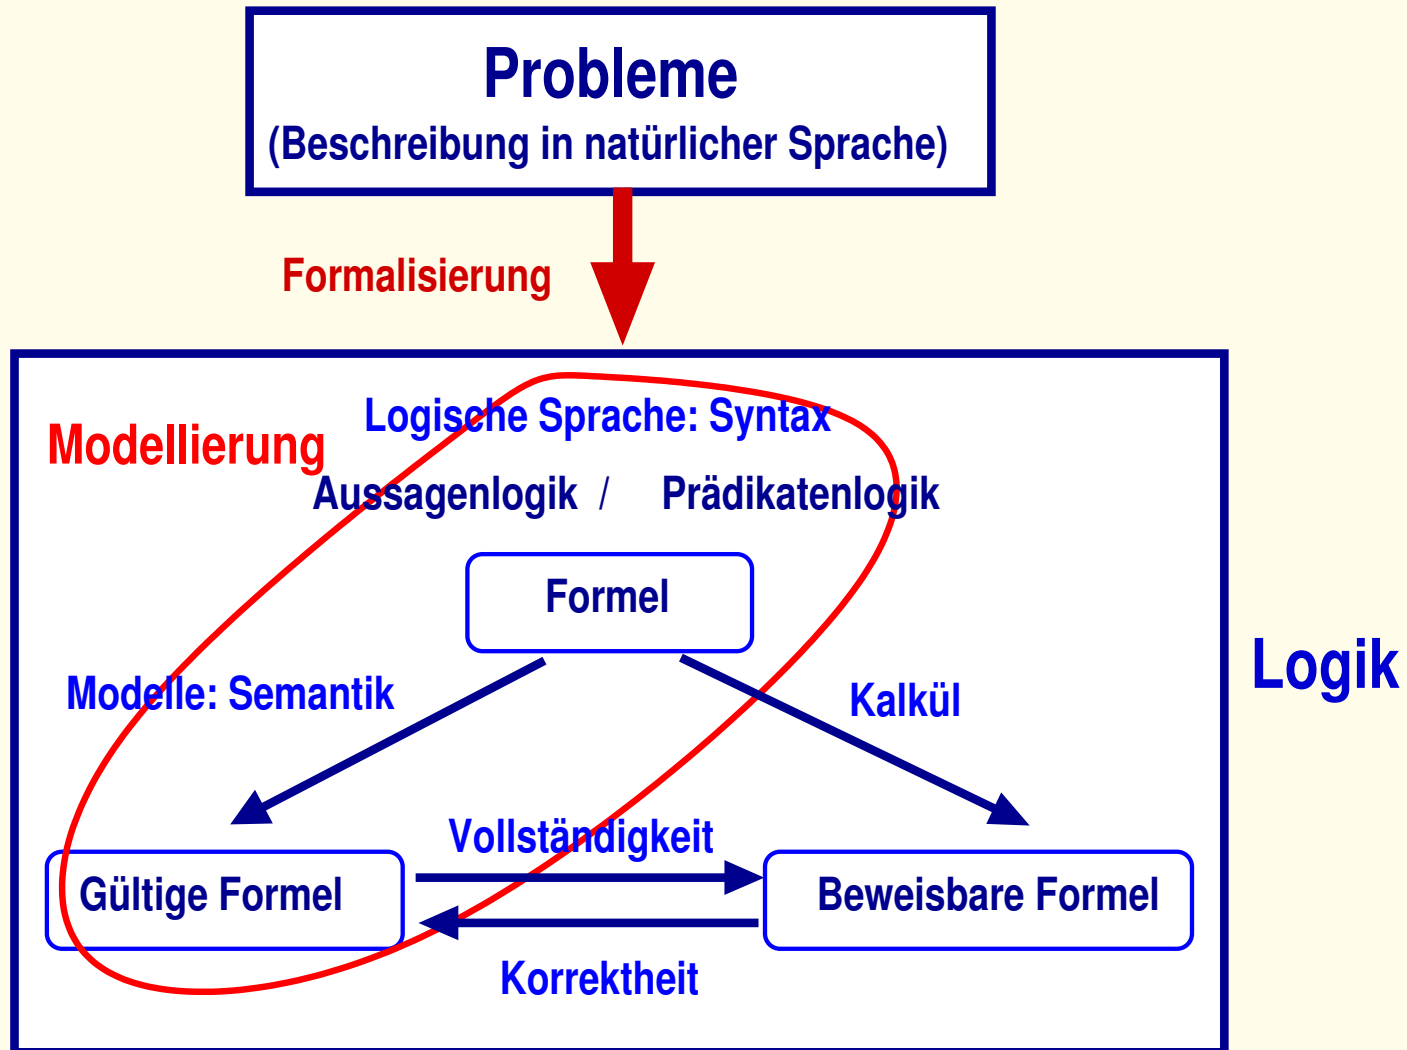 Probleme
(Beschreibung in natürlicher Sprache)
Formalisierung
Logische Sprache: Syntax
Modellierung
Aussagenlogik / Prädikatenlogik
Formel
Logik
Modelle: Semantik
Kalkül
Vollständigkeit
Gültige Formel
Beweisbare Formel
Korrektheit